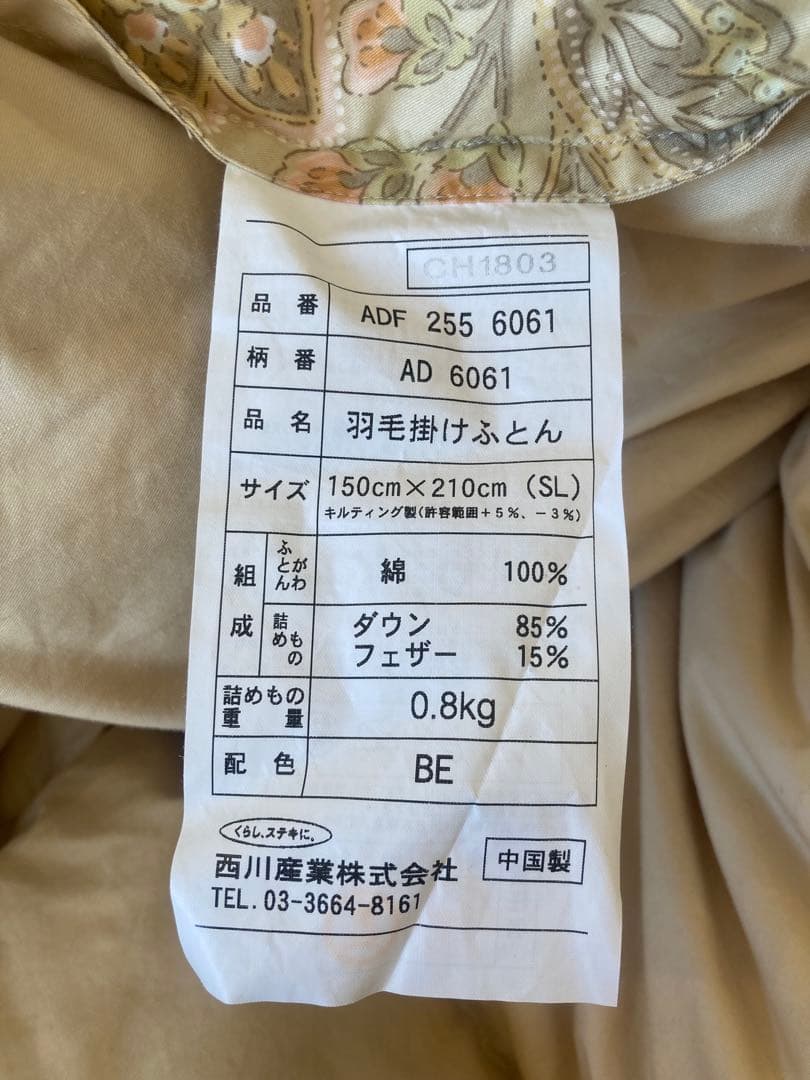 CH1803
品番 ADF 255 6061
柄番 AD 6061
品名 羽毛掛けふとん
サイズ 150cm×210cm (SL)
キルティング製(許容範囲+5%、-3%)
組成 ふとんがわ 綿 100%
詰めもの ダウン 85%
フェザー 15%
詰めもの重量 0.8kg
配色 BE
くらし、ステキに。
西川産業株式会社 中国製
TEL. 03-3664-8161